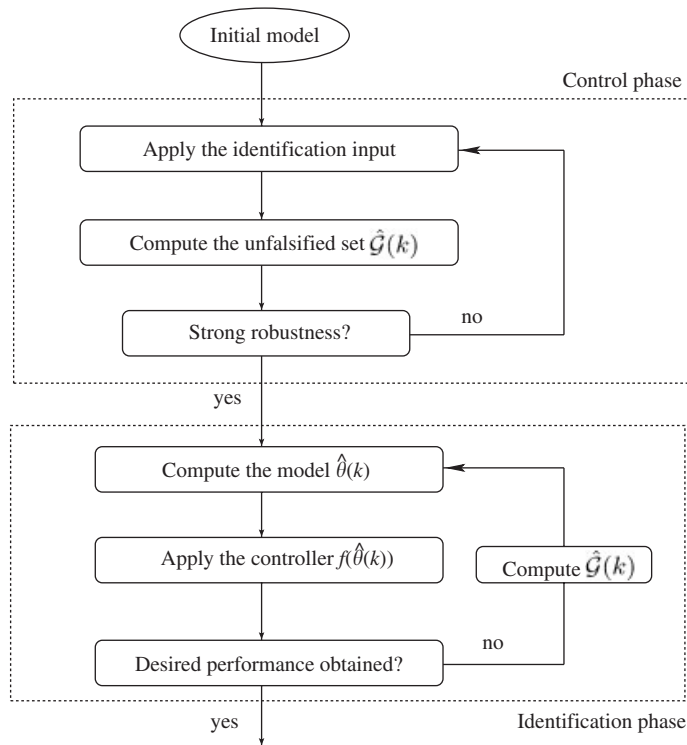 Initial model
Control phase
Apply the identification input
Compute the unfalsified set 𝒢̂(k)
Strong robustness?
no
yes
Compute the model θ̂(k)
Apply the controller f(θ̂(k))
Compute 𝒢̂(k)
Desired performance obtained?
no
yes
Identification phase